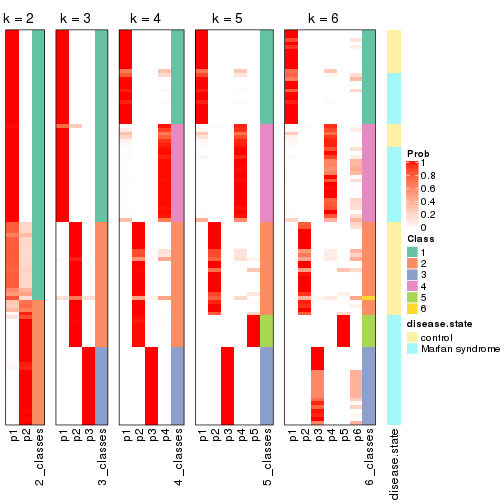 k = 2
k = 3
k = 4
k = 5
k = 6
Prob
1
0.8
0.6
0.4
0.2
0
Class
1
2
3
4
5
6
disease.state
control
Marfan syndrome
p1
p2
2_classes
p1
p2
p3
3_classes
p1
p2
p3
p4
4_classes
p1
p2
p3
p4
p5
5_classes
p1
p2
p3
p4
p5
p6
6_classes
disease.state